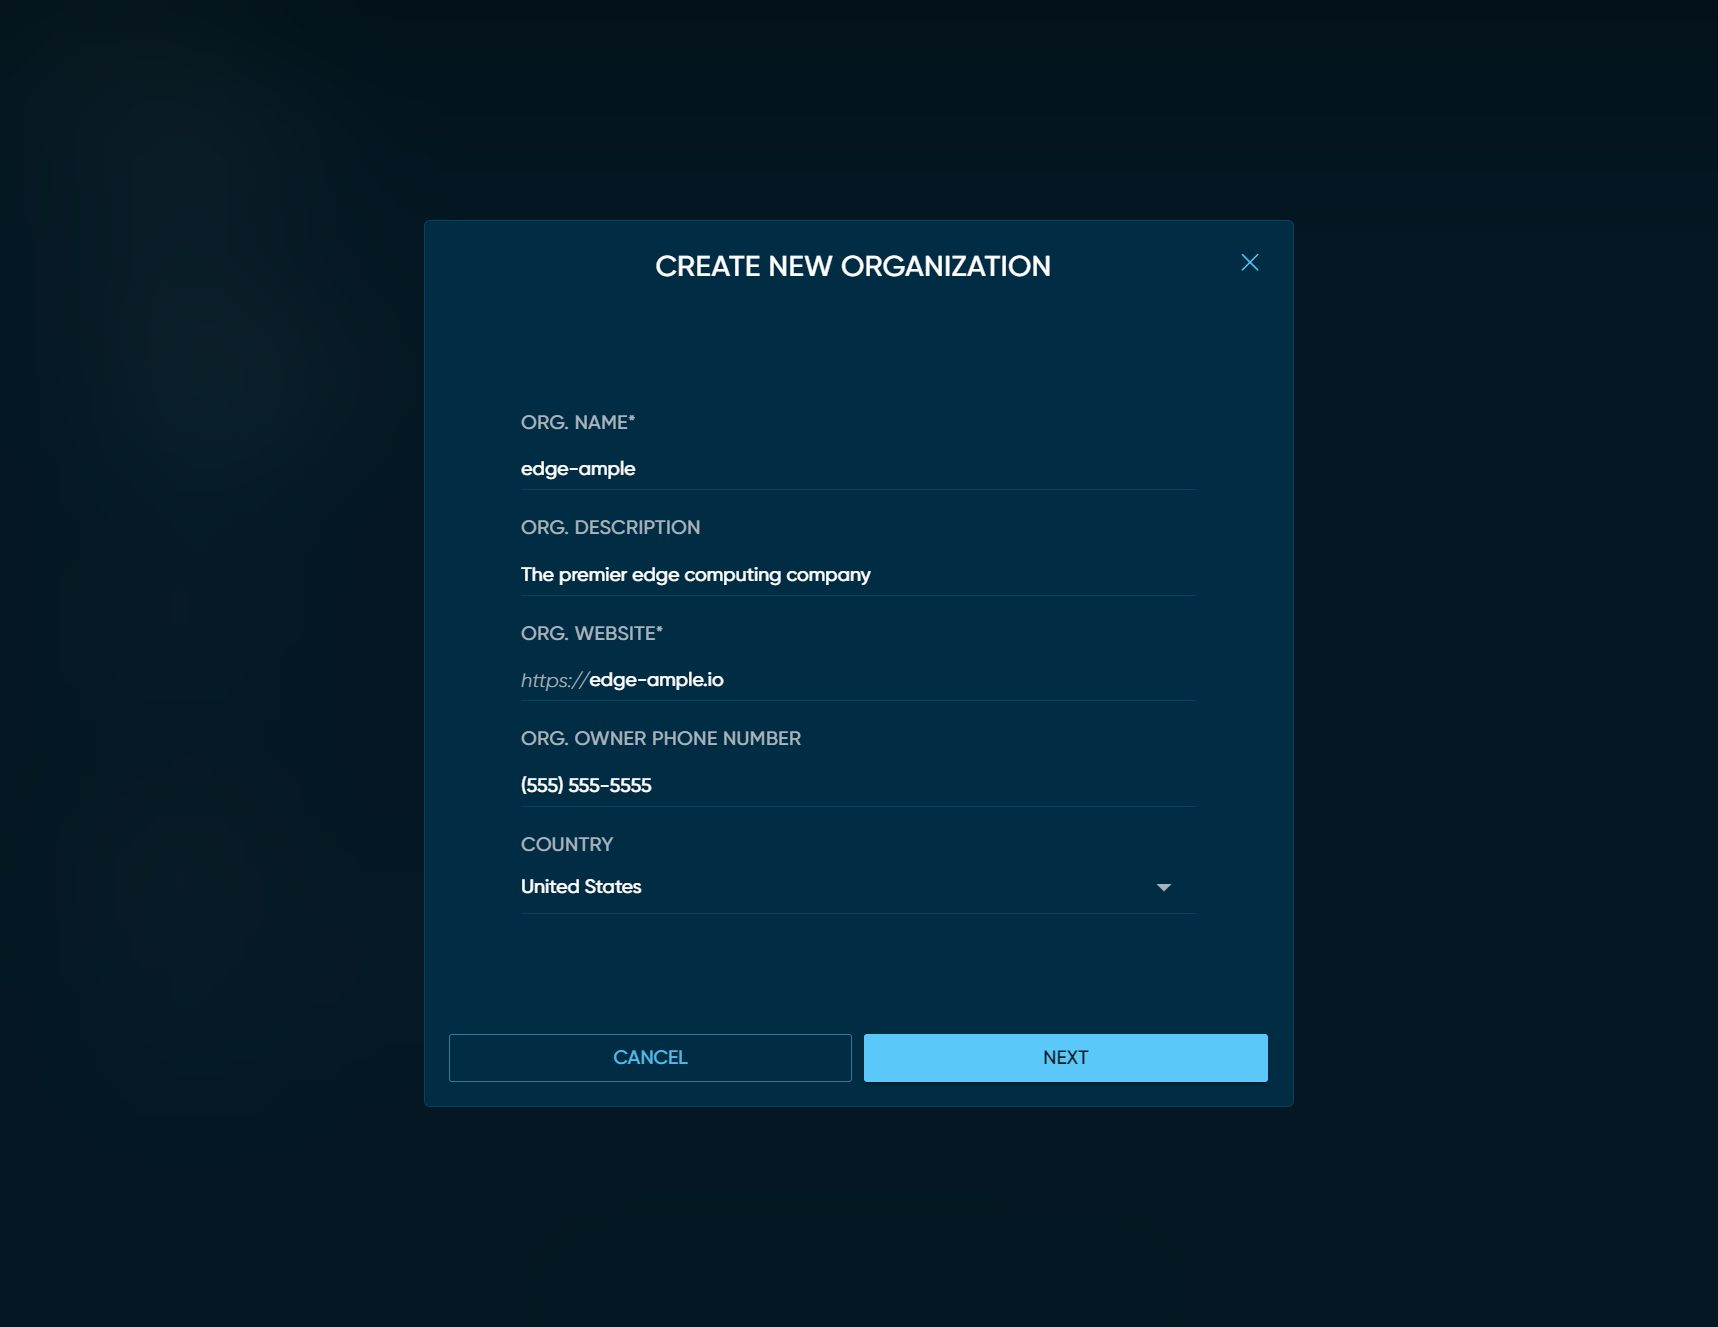 CREATE NEW ORGANIZATION
ORG. NAME*
edge-ample
ORG. DESCRIPTION
The premier edge computing company
ORG. WEBSITE*
https://edge-ample.io
ORG. OWNER PHONE NUMBER
(555) 555-5555
COUNTRY
United States
CANCEL
NEXT